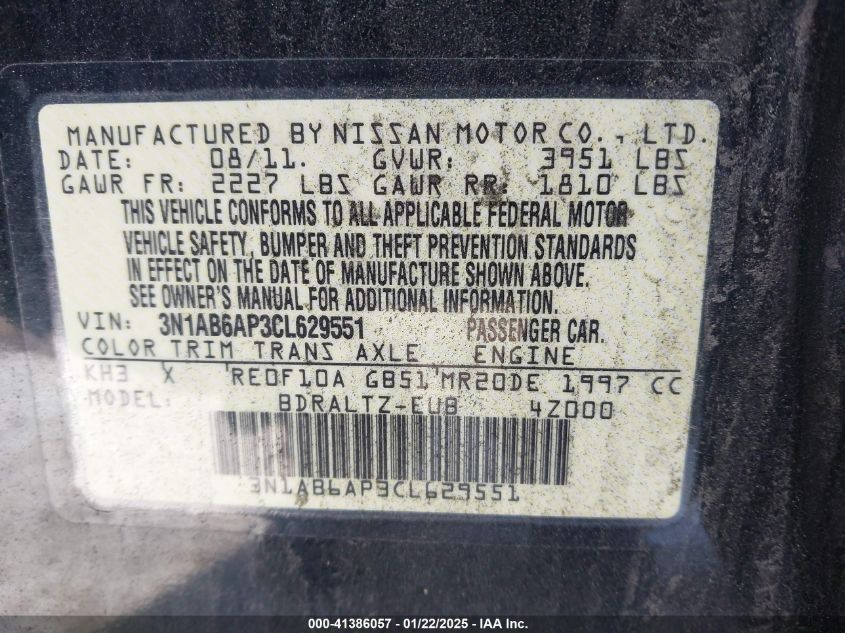 MANUFACTURED BY NISSAN MOTOR CO., LTD.
DATE: 08/11. GVWR: 3951 LBS
GAWR FR: 2227 LBS GAWR RR: 1810 LBS
THIS VEHICLE CONFORMS TO ALL APPLICABLE FEDERAL MOTOR
VEHICLE SAFETY, BUMPER AND THEFT PREVENTION STANDARDS
IN EFFECT ON THE DATE OF MANUFACTURE SHOWN ABOVE.
SEE OWNER'S MANUAL FOR ADDITIONAL INFORMATION.
VIN: 3N1AB6AP3CL629551 PASSENGER CAR.
COLOR TRIM TRANS AXLE ENGINE
KH3 X RE0F10A GB51 MR20DE 1997 CC
MODEL: BDRALTZ-EUB 4Z000
3N1AB6AP3CL629551
000-41386057 - 01/22/2025 - IAA Inc.